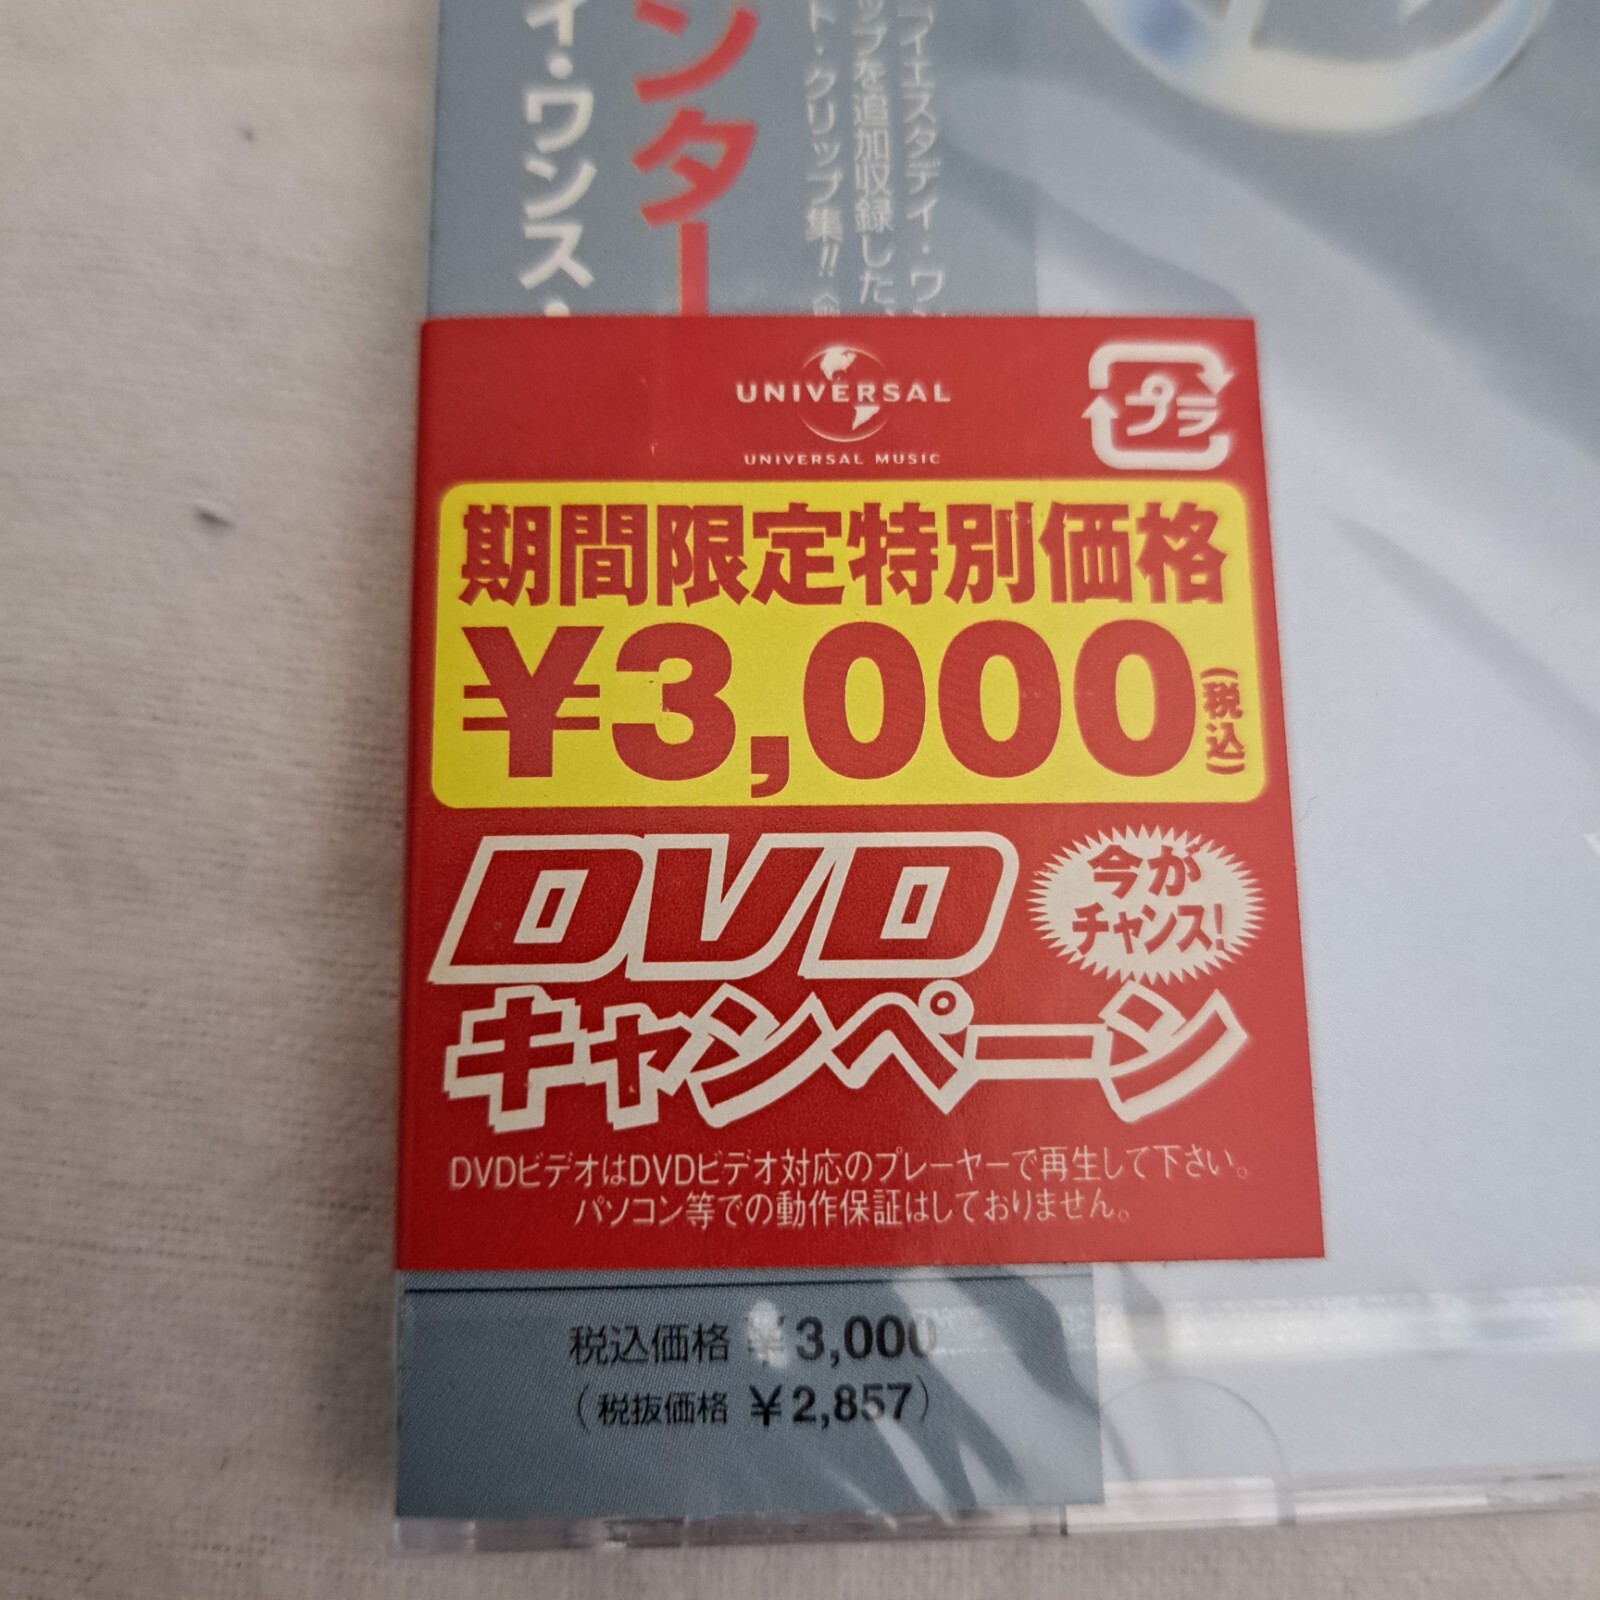 イ・ワンス・
ンター
「イエスタデイ・ワン
ップを追加収録した、
ト・クリップ集!!
UNIVERSAL
UNIVERSAL MUSIC
プラ
期間限定特別価格
¥3,000(税込)
DVD
今が
チャンス!
キャンペーン
DVDビデオはDVDビデオ対応のプレーヤーで再生して下さい。
パソコン等での動作保証はしておりません。
税込価格 ¥3,000
(税抜価格 ¥2,857)